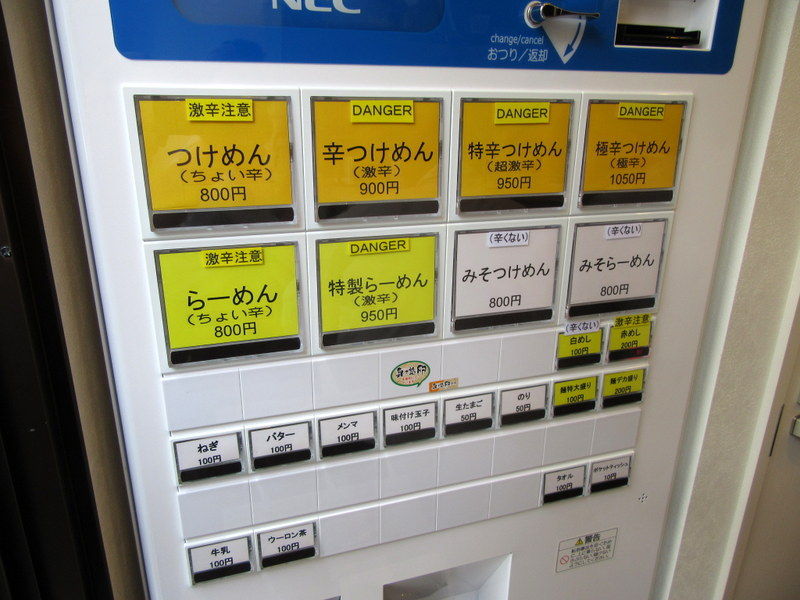 NEC
change/cancel
おつり/返却
激辛注意
つけめん
(ちょい辛)
800円
DANGER
辛つけめん
(激辛)
900円
DANGER
特辛つけめん
(超激辛)
950円
DANGER
極辛つけめん
(極辛)
1050円
激辛注意
らーめん
(ちょい辛)
800円
DANGER
特製らーめん
(激辛)
950円
(辛くない)
みそつけめん
800円
(辛くない)
みそらーめん
800円
(辛くない)
白めし
100円
激辛注意
赤めし
200円
ねぎ
100円
バター
100円
メンマ
100円
味付け玉子
100円
生たまご
50円
のり
50円
麺特大盛り
100円
麺デカ盛り
200円
タオル
100円
ポケットティッシュ
10円
牛乳
100円
ウーロン茶
100円
警告